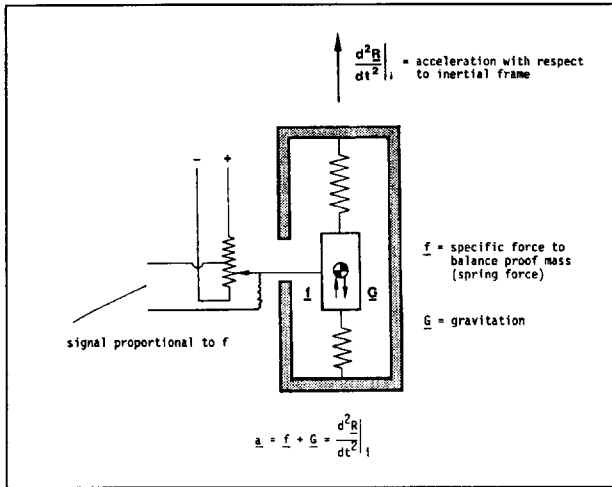 d²R
dt² | i = acceleration with respect
to inertial frame
- +
f = specific force to
balance proof mass
(spring force)
f G
G = gravitation
signal proportional to f
a = f + G = d²R
dt² | i